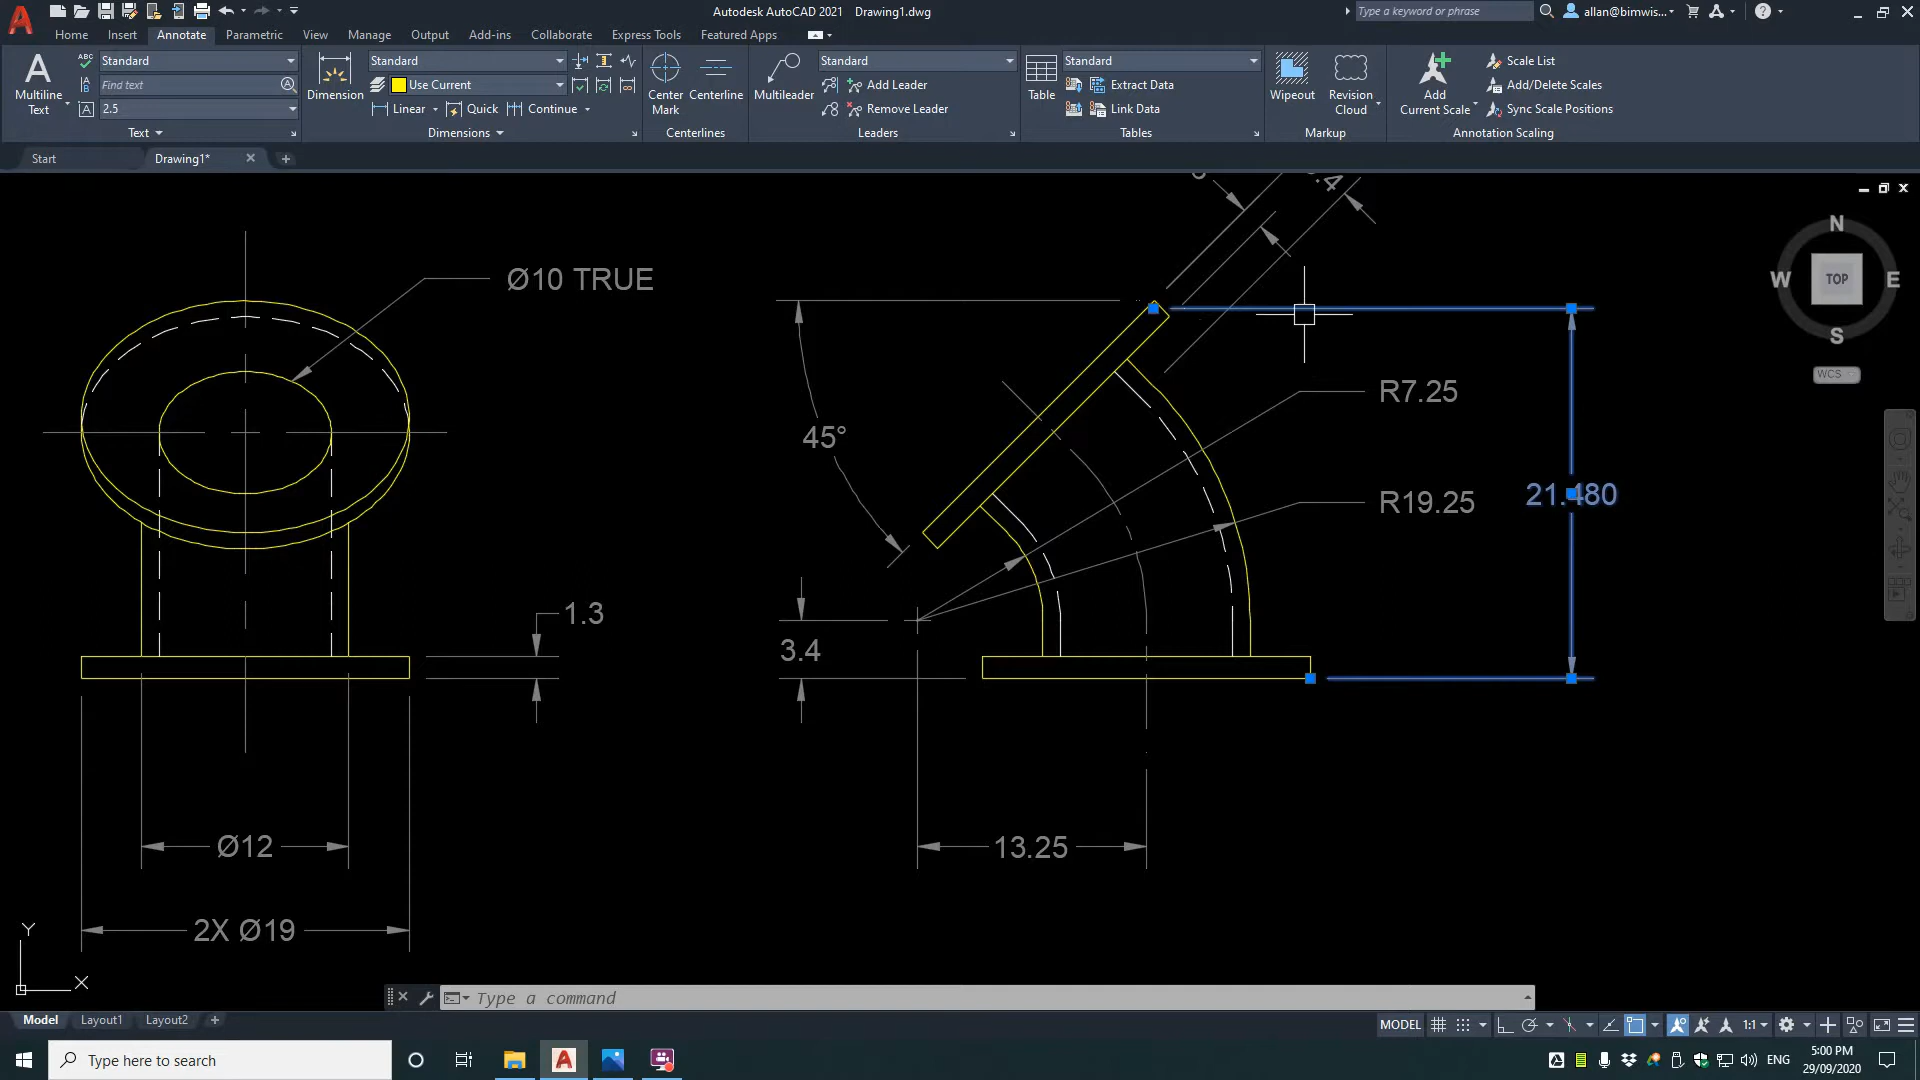 Autodesk AutoCAD 2021 Drawing1.dwg
Type a keyword or phrase
allan@bimwis...
Home Insert Annotate Parametric View Manage Output Add-ins Collaborate Express Tools Featured Apps
Multiline Text
ABC
Standard
Find text
2.5
Text
Dimension
Standard
Use Current
Linear Quick Continue
Dimensions
Center Mark
Centerline
Centerlines
Multileader
Standard
Add Leader
Remove Leader
Leaders
Table
Standard
Extract Data
Link Data
Tables
Wipeout
Revision Cloud
Markup
Add Current Scale
Scale List
Add/Delete Scales
Sync Scale Positions
Annotation Scaling
Start
Drawing1*
N
W
TOP
E
S
WCS
Ø10 TRUE
R7.25
45°
R19.25
21.480
1.3
3.4
Ø12
13.25
2X Ø19
Y
X
Type a command
Model Layout1 Layout2
MODEL
1:1
Type here to search
ENG
5:00 PM
29/09/2020